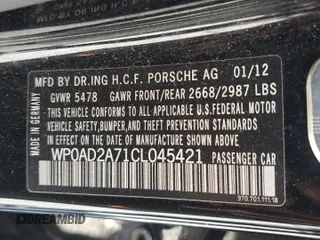 MFD BY DR.ING H.C.F. PORSCHE AG 01/12
GVWR 5478 GAWR FRONT/REAR 2668/2987 LBS
THIS VEHICLE CONFORMS TO ALL APPLICABLE
U.S.FEDERAL MOTOR VEHICLE SAFETY, BUMPER,
AND THEFT PREVENTION STANDARDS IN EFFECT
ON THE DATE OF MANUFACTURE SHOWN ABOVE.
WP0AD2A71CL045421 PASSENGER CAR
MADE IN GERMANY
970.701.111.18
DREAMBID